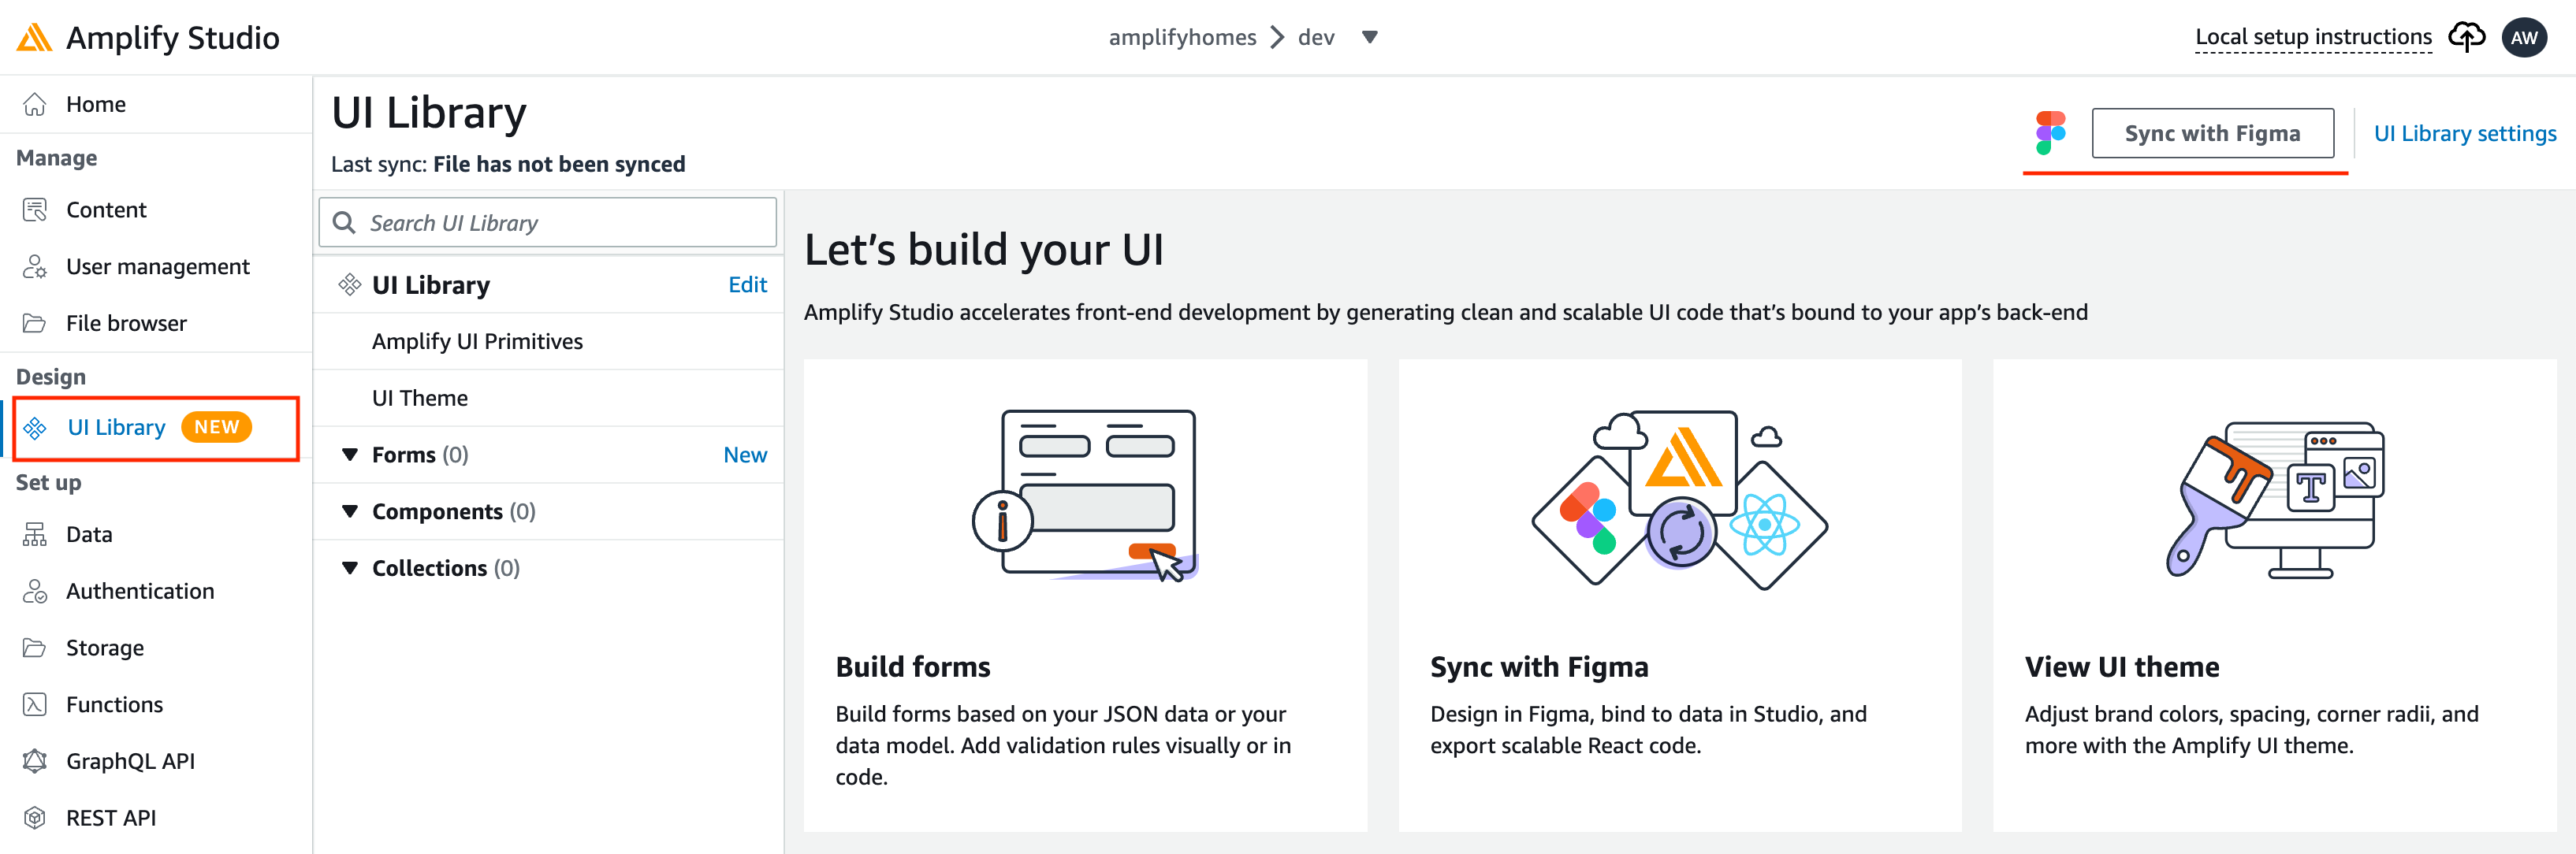 Amplify Studio
amplifyhomes > dev
Local setup instructions
AW
Home
Manage
Content
User management
File browser
Design
UI Library NEW
Set up
Data
Authentication
Storage
Functions
GraphQL API
REST API
UI Library
Last sync: File has not been synced
Sync with Figma
UI Library settings
Search UI Library
UI Library Edit
Amplify UI Primitives
UI Theme
Forms (0) New
Components (0)
Collections (0)
Let’s build your UI
Amplify Studio accelerates front-end development by generating clean and scalable UI code that’s bound to your app’s back-end
i
Build forms
Build forms based on your JSON data or your
data model. Add validation rules visually or in
code.
Sync with Figma
Design in Figma, bind to data in Studio, and
export scalable React code.
T
View UI theme
Adjust brand colors, spacing, corner radii, and
more with the Amplify UI theme.